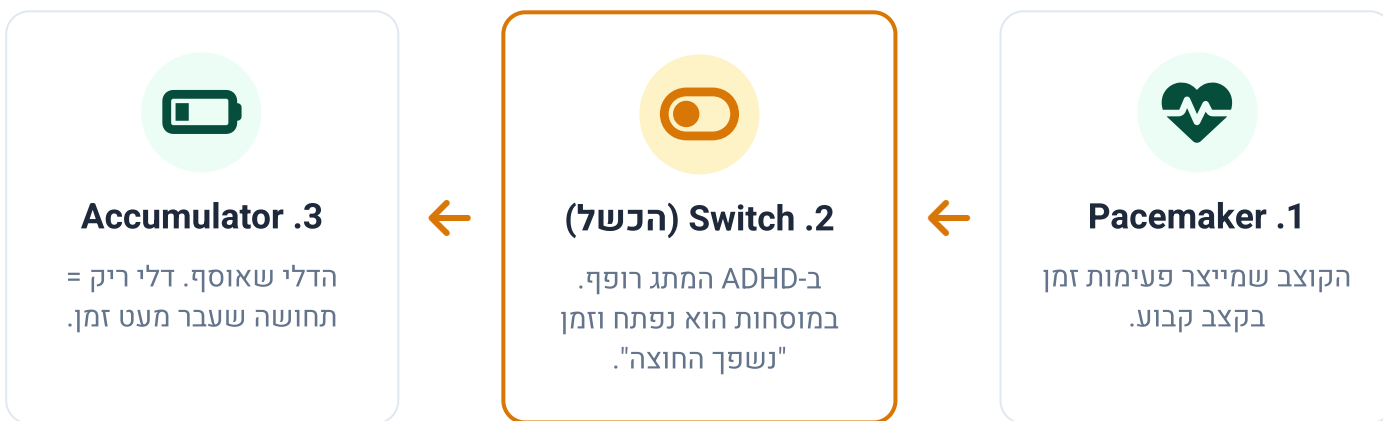 1. Pacemaker
הקוצב שמייצר פעימות זמן
בקצב קבוע.
2. Switch (הכשל)
ב-ADHD המתג רופף.
במוסחות הוא נפתח וזמן
"נשפך החוצה".
3. Accumulator
הדלי שאוסף. דלי ריק =
תחושה שעבר מעט זמן.